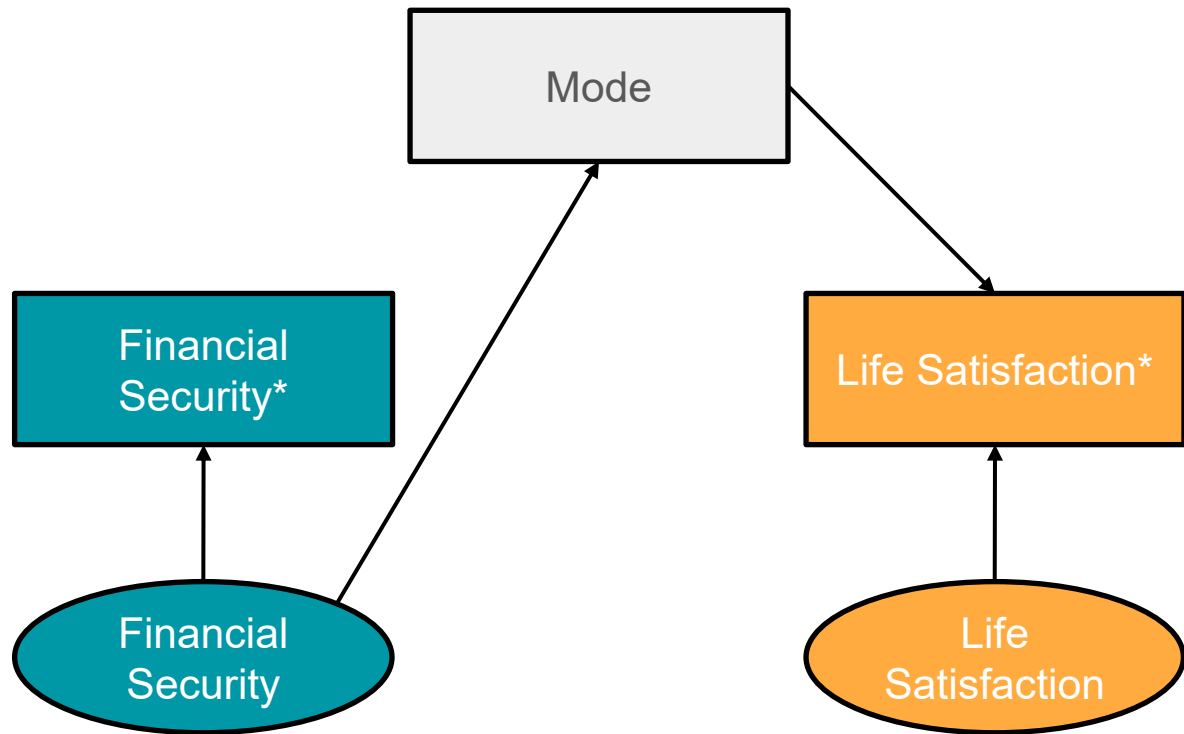 Mode
Financial
Security*
Life Satisfaction*
Financial
Security
Life
Satisfaction